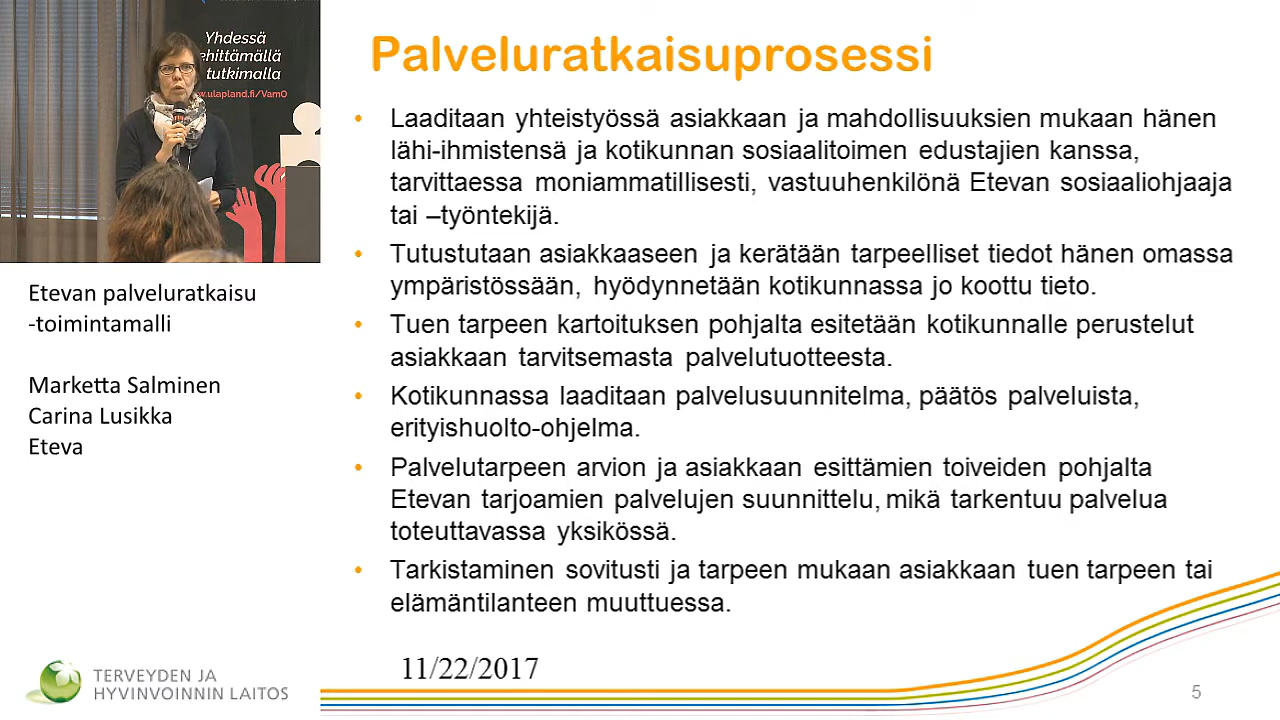 Yhdessä
ehittämällä
tutkimalla
w.ulapland.fi/VamO
Etevan palveluratkaisu
-toimintamalli
Marketta Salminen
Carina Lusikka
Eteva
TERVEYDEN JA
HYVINVOINNIN LAITOS
Palveluratkaisuprosessi
• Laaditaan yhteistyössä asiakkaan ja mahdollisuuksien mukaan hänen
lähi-ihmistensä ja kotikunnan sosiaalitoimen edustajien kanssa,
tarvittaessa moniammatillisesti, vastuuhenkilönä Etevan sosiaaliohjaaja
tai –työntekijä.
• Tutustutaan asiakkaaseen ja kerätään tarpeelliset tiedot hänen omassa
ympäristössään, hyödynnetään kotikunnassa jo koottu tieto.
• Tuen tarpeen kartoituksen pohjalta esitetään kotikunnalle perustelut
asiakkaan tarvitsemasta palvelutuotteesta.
• Kotikunnassa laaditaan palvelusuunnitelma, päätös palveluista,
erityishuolto-ohjelma.
• Palvelutarpeen arvion ja asiakkaan esittämien toiveiden pohjalta
Etevan tarjoamien palvelujen suunnittelu, mikä tarkentuu palvelua
toteuttavassa yksikössä.
• Tarkistaminen sovitusti ja tarpeen mukaan asiakkaan tuen tarpeen tai
elämäntilanteen muuttuessa.
11/22/2017
5